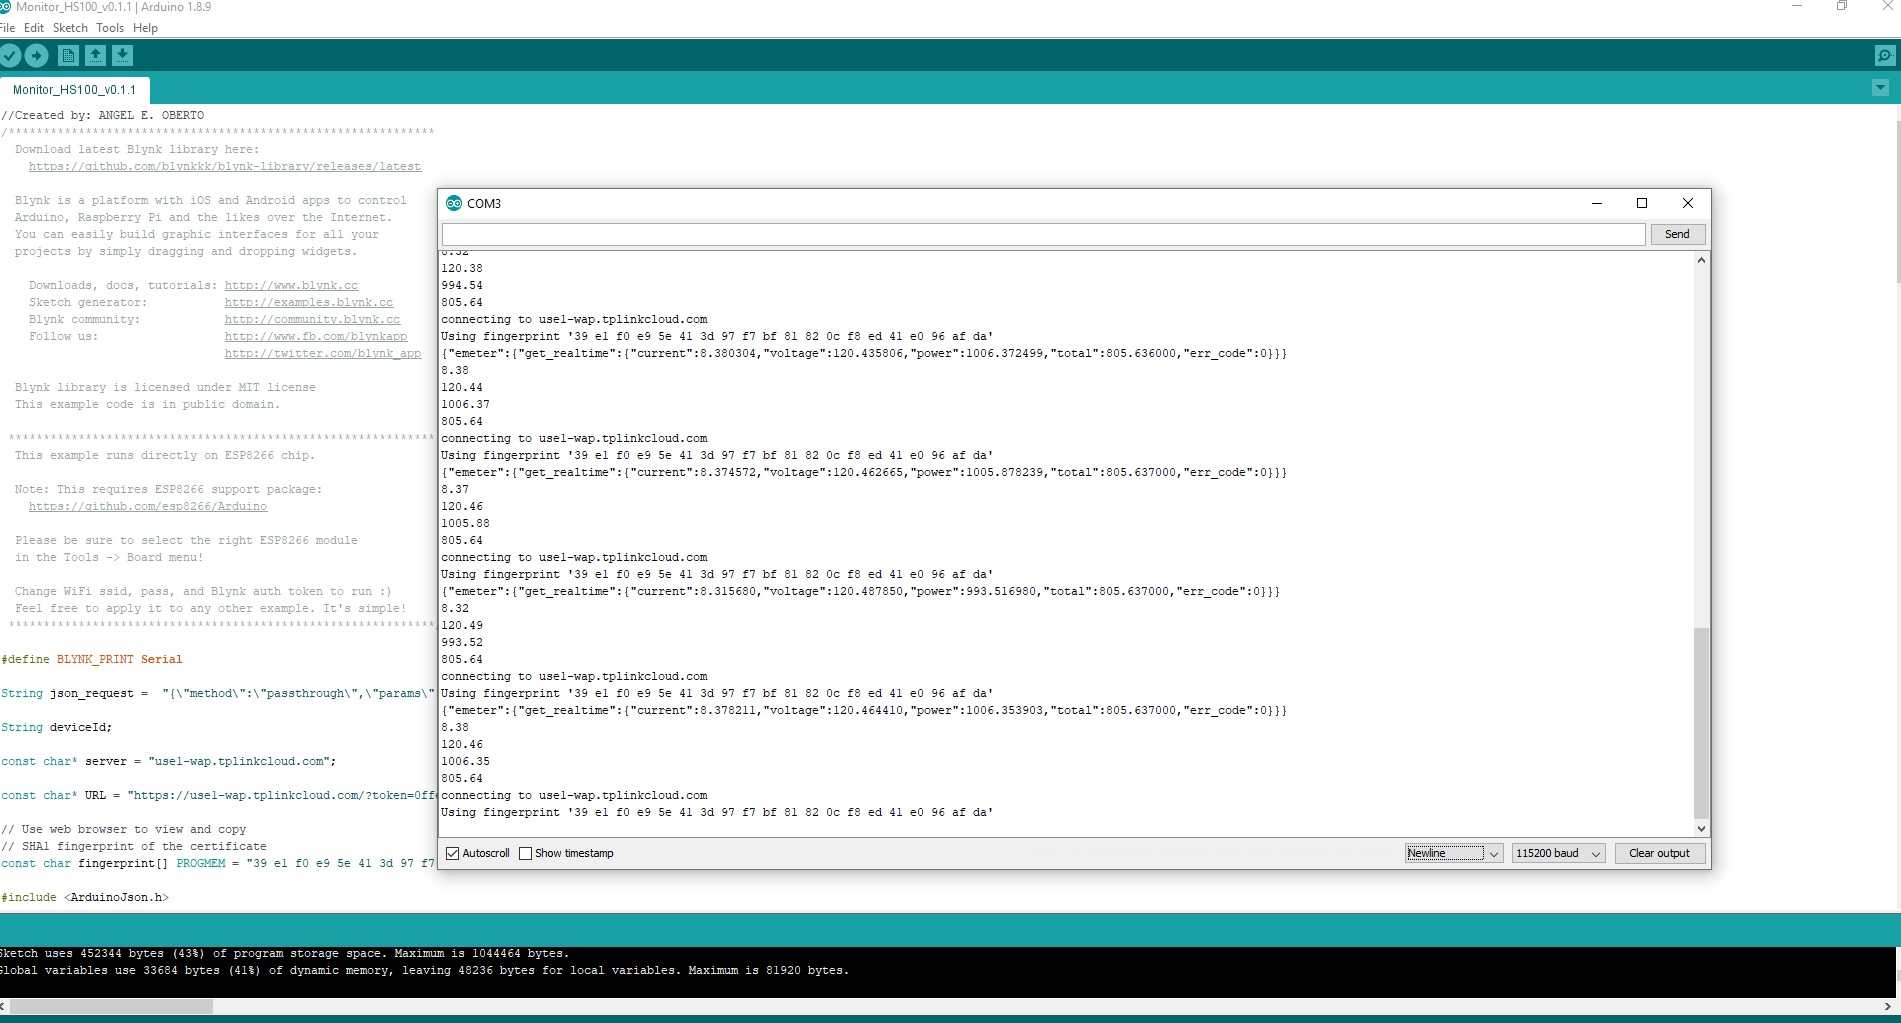 Monitor_HS100_v0.1.1 | Arduino 1.8.9
File Edit Sketch Tools Help
Monitor_HS100_v0.1.1
//Created by: ANGEL E. OBERTO
/*************************************************************
Download latest Blynk library here:
https://github.com/blynkkk/blynk-library/releases/latest
Blynk is a platform with iOS and Android apps to control
Arduino, Raspberry Pi and the likes over the Internet.
You can easily build graphic interfaces for all your
projects by simply dragging and dropping widgets.
Downloads, docs, tutorials: http://www.blynk.cc
Sketch generator: http://examples.blynk.cc
Blynk community: http://community.blynk.cc
Follow us: http://www.fb.com/blynkapp
http://twitter.com/blynk_app
Blynk library is licensed under MIT license
This example code is in public domain.
*************************************************************
This example runs directly on ESP8266 chip.
Note: This requires ESP8266 support package:
https://github.com/esp8266/Arduino
Please be sure to select the right ESP8266 module
in the Tools -> Board menu!
Change WiFi ssid, pass, and Blynk auth token to run :)
Feel free to apply it to any other example. It's simple!
*************************************************************
#define BLYNK_PRINT Serial
String json_request = "{\"method\":\"passthrough\",\"params\"
String deviceId;
const char* server = "use1-wap.tplinkcloud.com";
const char* URL = "https://use1-wap.tplinkcloud.com/?token=0ff
// Use web browser to view and copy
// SHA1 fingerprint of the certificate
const char fingerprint[] PROGMEM = "39 e1 f0 e9 5e 41 3d 97 f7
#include <ArduinoJson.h>
COM3
Send
8.32
120.38
994.54
805.64
connecting to use1-wap.tplinkcloud.com
Using fingerprint '39 e1 f0 e9 5e 41 3d 97 f7 bf 81 82 0c f8 ed 41 e0 96 af da'
{"emeter":{"get_realtime":{"current":8.380304,"voltage":120.435806,"power":1006.372499,"total":805.636000,"err_code":0}}}
8.38
120.44
1006.37
805.64
connecting to use1-wap.tplinkcloud.com
Using fingerprint '39 e1 f0 e9 5e 41 3d 97 f7 bf 81 82 0c f8 ed 41 e0 96 af da'
{"emeter":{"get_realtime":{"current":8.374572,"voltage":120.462665,"power":1005.878239,"total":805.637000,"err_code":0}}}
8.37
120.46
1005.88
805.64
connecting to use1-wap.tplinkcloud.com
Using fingerprint '39 e1 f0 e9 5e 41 3d 97 f7 bf 81 82 0c f8 ed 41 e0 96 af da'
{"emeter":{"get_realtime":{"current":8.315680,"voltage":120.487850,"power":993.516980,"total":805.637000,"err_code":0}}}
8.32
120.49
993.52
805.64
connecting to use1-wap.tplinkcloud.com
Using fingerprint '39 e1 f0 e9 5e 41 3d 97 f7 bf 81 82 0c f8 ed 41 e0 96 af da'
{"emeter":{"get_realtime":{"current":8.378211,"voltage":120.464410,"power":1006.353903,"total":805.637000,"err_code":0}}}
8.38
120.46
1006.35
805.64
connecting to use1-wap.tplinkcloud.com
Using fingerprint '39 e1 f0 e9 5e 41 3d 97 f7 bf 81 82 0c f8 ed 41 e0 96 af da'
Autoscroll Show timestamp Newline 115200 baud Clear output
Sketch uses 452344 bytes (43%) of program storage space. Maximum is 1044464 bytes.
Global variables use 33684 bytes (41%) of dynamic memory, leaving 48236 bytes for local variables. Maximum is 81920 bytes.